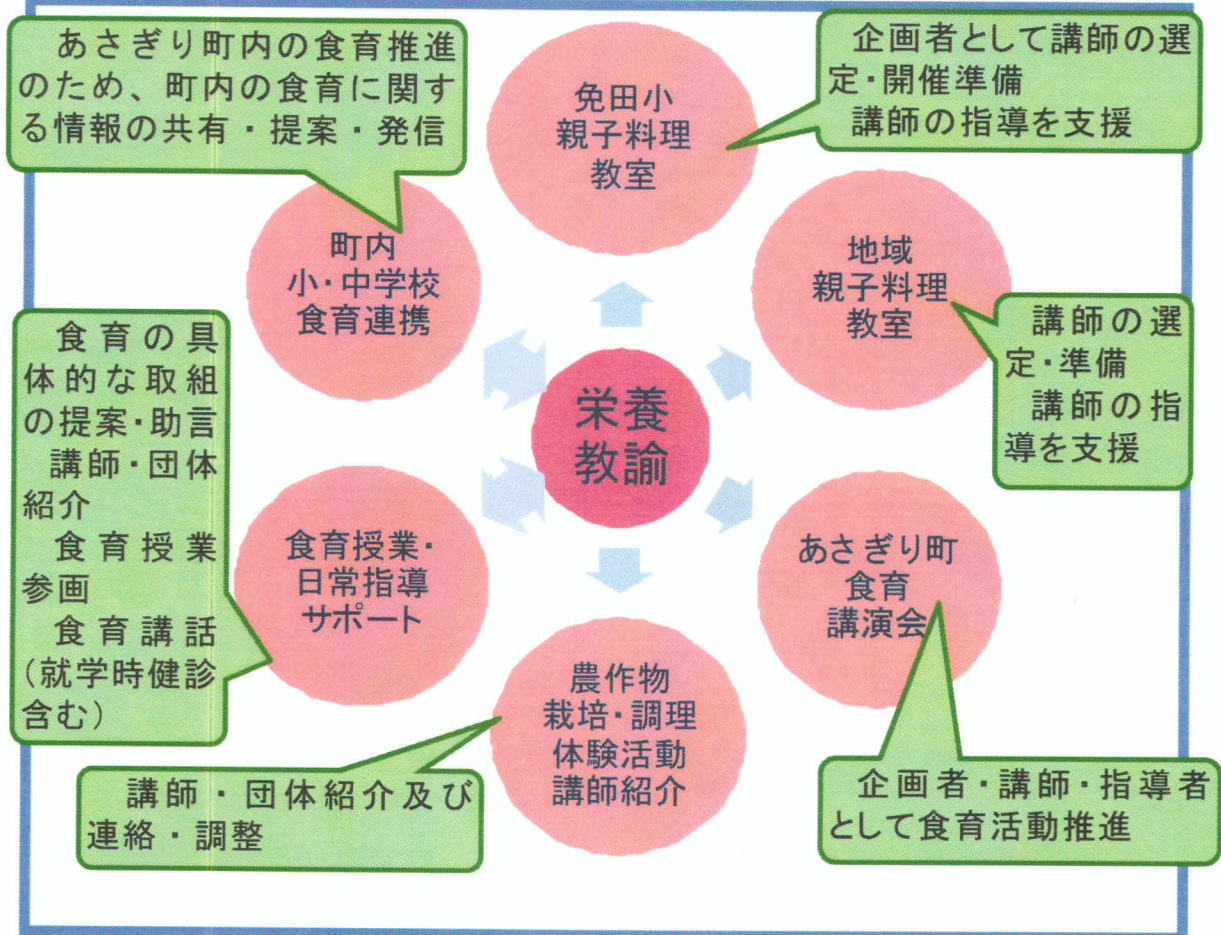 あさぎり町内の食育推進
のため、町内の食育に関す
る情報の共有・提案・発信
免田小
親子料理
教室
企画者として講師の選
定・開催準備
講師の指導を支援
町内
小・中学校
食育連携
地域
親子料理
教室
講師の選
定・準備
講師の指
導を支援
栄養
教諭
食育の具
体的な取組
の提案・助言
講師・団体
紹介
食育授業
参画
食育講話
(就学時健診
含む)
食育授業・
日常指導
サポート
あさぎり町
食育
講演会
農作物
栽培・調理
体験活動
講師紹介
講師・団体紹介及び
連絡・調整
企画者・講師・指導者
として食育活動推進